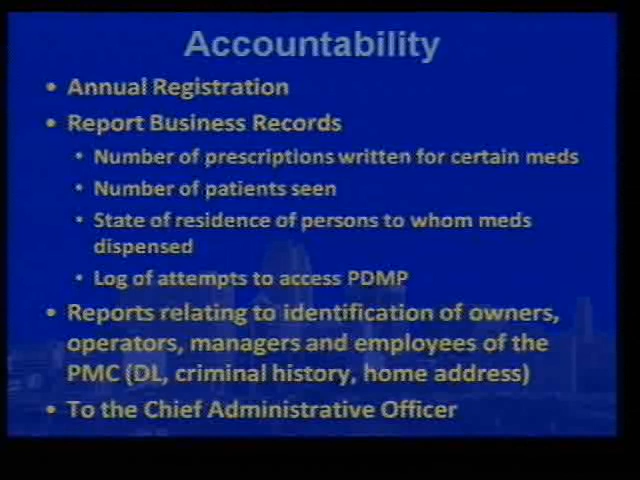 Accountability
• Annual Registration
• Report Business Records
• Number of prescriptions written for certain meds
• Number of patients seen
• State of residence of persons to whom meds
dispensed
• Log of attempts to access PDMP
• Reports relating to identification of owners,
operators, managers and employees of the
PMC (DL, criminal history, home address)
• To the Chief Administrative Officer